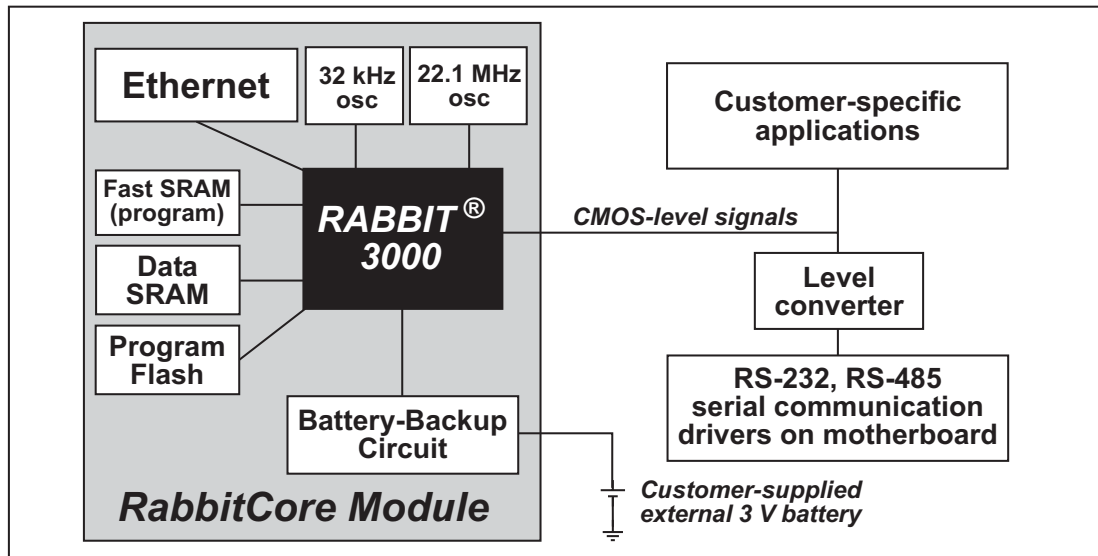 Ethernet
32 kHz
osc
22.1 MHz
osc
Customer-specific
applications
Fast SRAM
(program)
RABBIT ®
3000
CMOS-level signals
Data
SRAM
Level
converter
Program
Flash
RS-232, RS-485
serial communication
drivers on motherboard
Battery-Backup
Circuit
Customer-supplied
external 3 V battery
RabbitCore Module